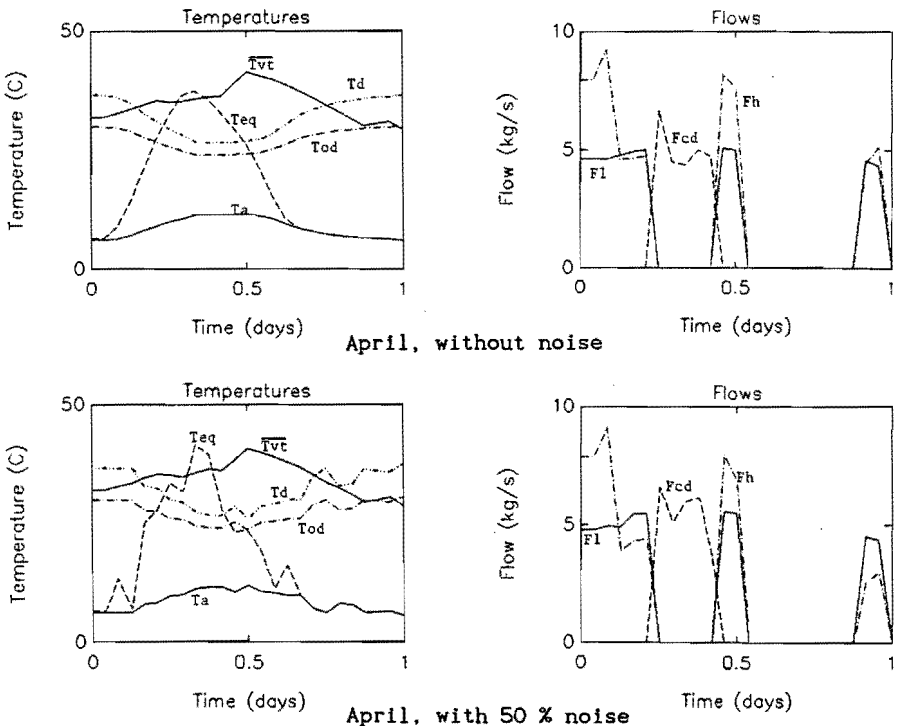 Temperatures
50
Temperature (C)
Tvt
Td
Teq
Tod
Ta
0
0
0.5
1
Time (days)
Flows
10
Flow (kg/s)
Fh
Fcd
5
Fl
0
0
0.5
1
Time (days)
April, without noise
Temperatures
50
Temperature (C)
Teq
Tvt
Td
Tod
Ta
0
0
0.5
1
Time (days)
Flows
10
Flow (kg/s)
Fcd
Fh
5
Fl
0
0
0.5
1
Time (days)
April, with 50 % noise